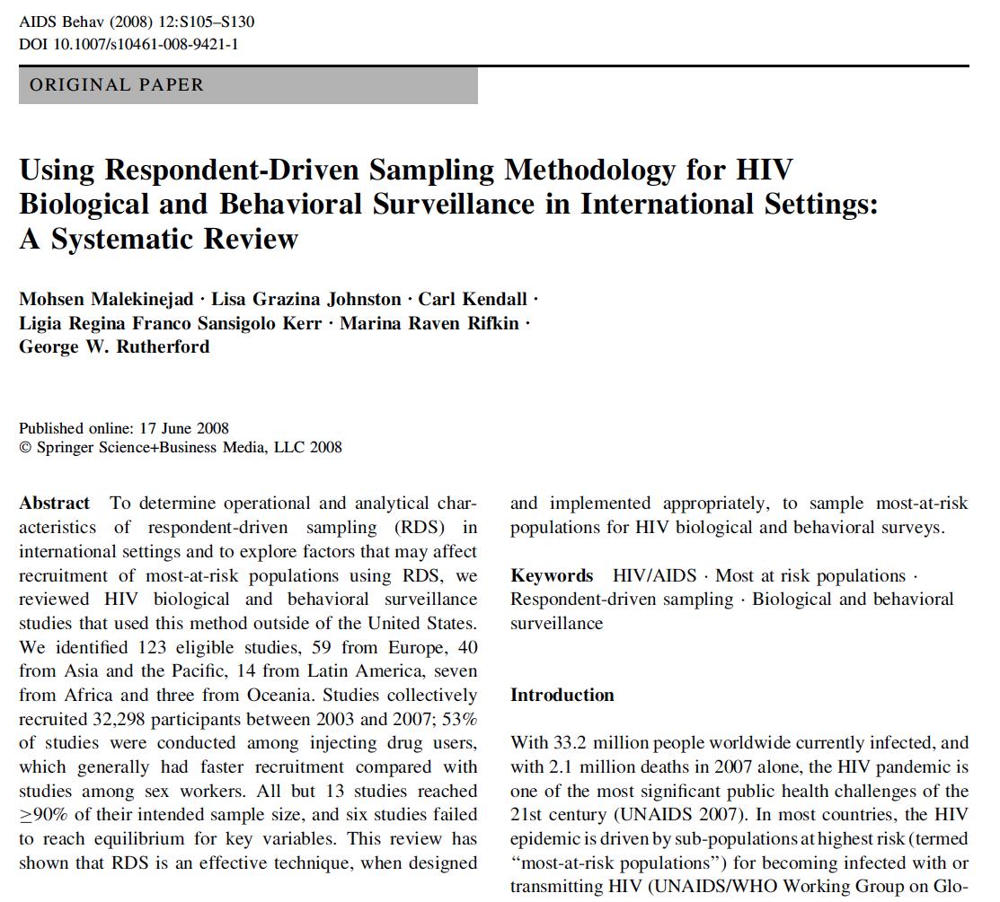 AIDS Behav (2008) 12:S105–S130
DOI 10.1007/s10461-008-9421-1
ORIGINAL PAPER
Using Respondent-Driven Sampling Methodology for HIV
Biological and Behavioral Surveillance in International Settings:
A Systematic Review
Mohsen Malekinejad · Lisa Grazina Johnston · Carl Kendall ·
Ligia Regina Franco Sansigolo Kerr · Marina Raven Rifkin ·
George W. Rutherford
Published online: 17 June 2008
© Springer Science+Business Media, LLC 2008
Abstract To determine operational and analytical char-
acteristics of respondent-driven sampling (RDS) in
international settings and to explore factors that may affect
recruitment of most-at-risk populations using RDS, we
reviewed HIV biological and behavioral surveillance
studies that used this method outside of the United States.
We identified 123 eligible studies, 59 from Europe, 40
from Asia and the Pacific, 14 from Latin America, seven
from Africa and three from Oceania. Studies collectively
recruited 32,298 participants between 2003 and 2007; 53%
of studies were conducted among injecting drug users,
which generally had faster recruitment compared with
studies among sex workers. All but 13 studies reached
≥90% of their intended sample size, and six studies failed
to reach equilibrium for key variables. This review has
shown that RDS is an effective technique, when designed
and implemented appropriately, to sample most-at-risk
populations for HIV biological and behavioral surveys.
Keywords HIV/AIDS · Most at risk populations ·
Respondent-driven sampling · Biological and behavioral
surveillance
Introduction
With 33.2 million people worldwide currently infected, and
with 2.1 million deaths in 2007 alone, the HIV pandemic is
one of the most significant public health challenges of the
21st century (UNAIDS 2007). In most countries, the HIV
epidemic is driven by sub-populations at highest risk (termed
‘‘most-at-risk populations’’) for becoming infected with or
transmitting HIV (UNAIDS/WHO Working Group on Glo-